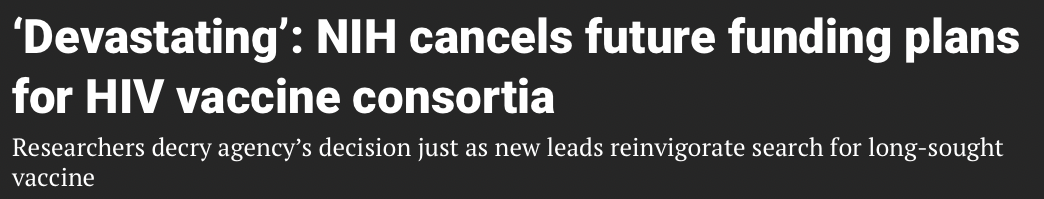 ‘Devastating’: NIH cancels future funding plans
for HIV vaccine consortia
Researchers decry agency’s decision just as new leads reinvigorate search for long-sought
vaccine